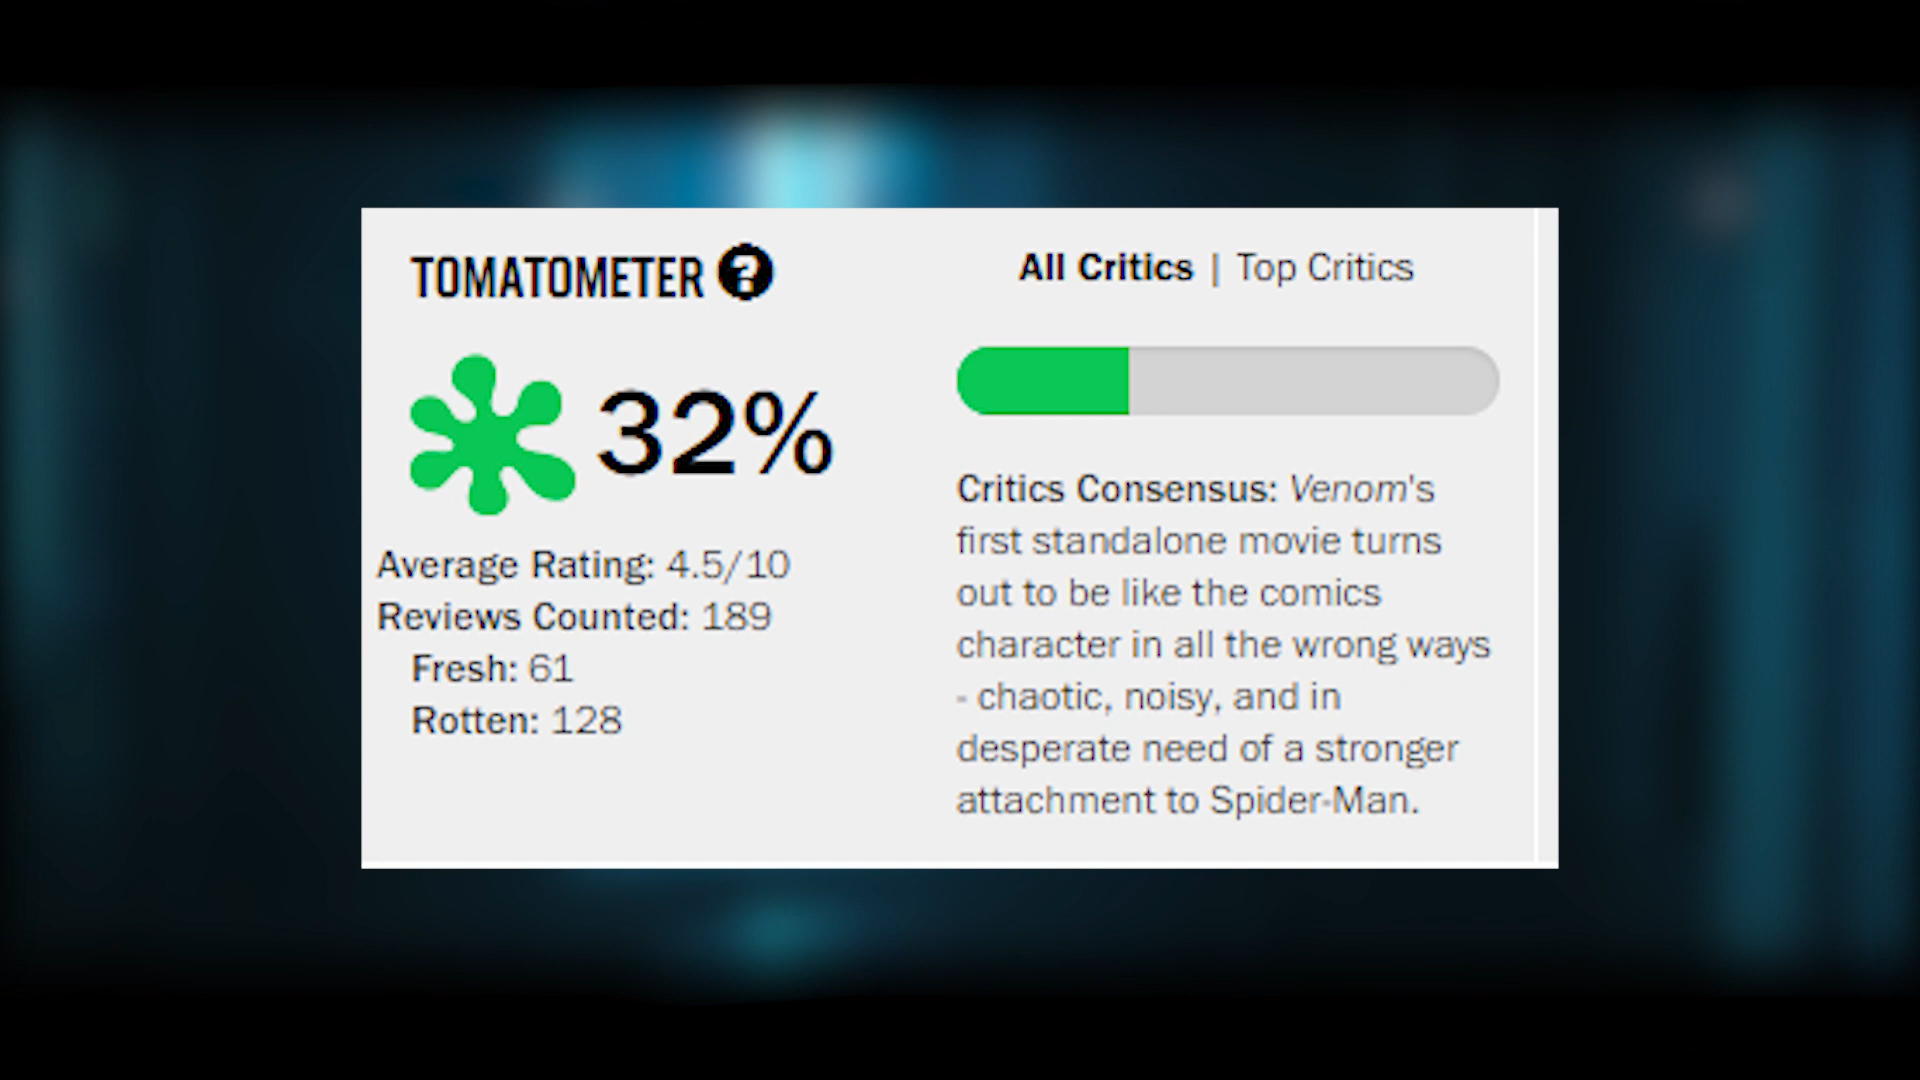 TOMATOMETER ?
32%
Average Rating: 4.5/10
Reviews Counted: 189
Fresh: 61
Rotten: 128
All Critics | Top Critics
Critics Consensus: Venom's
first standalone movie turns
out to be like the comics
character in all the wrong ways
- chaotic, noisy, and in
desperate need of a stronger
attachment to Spider-Man.